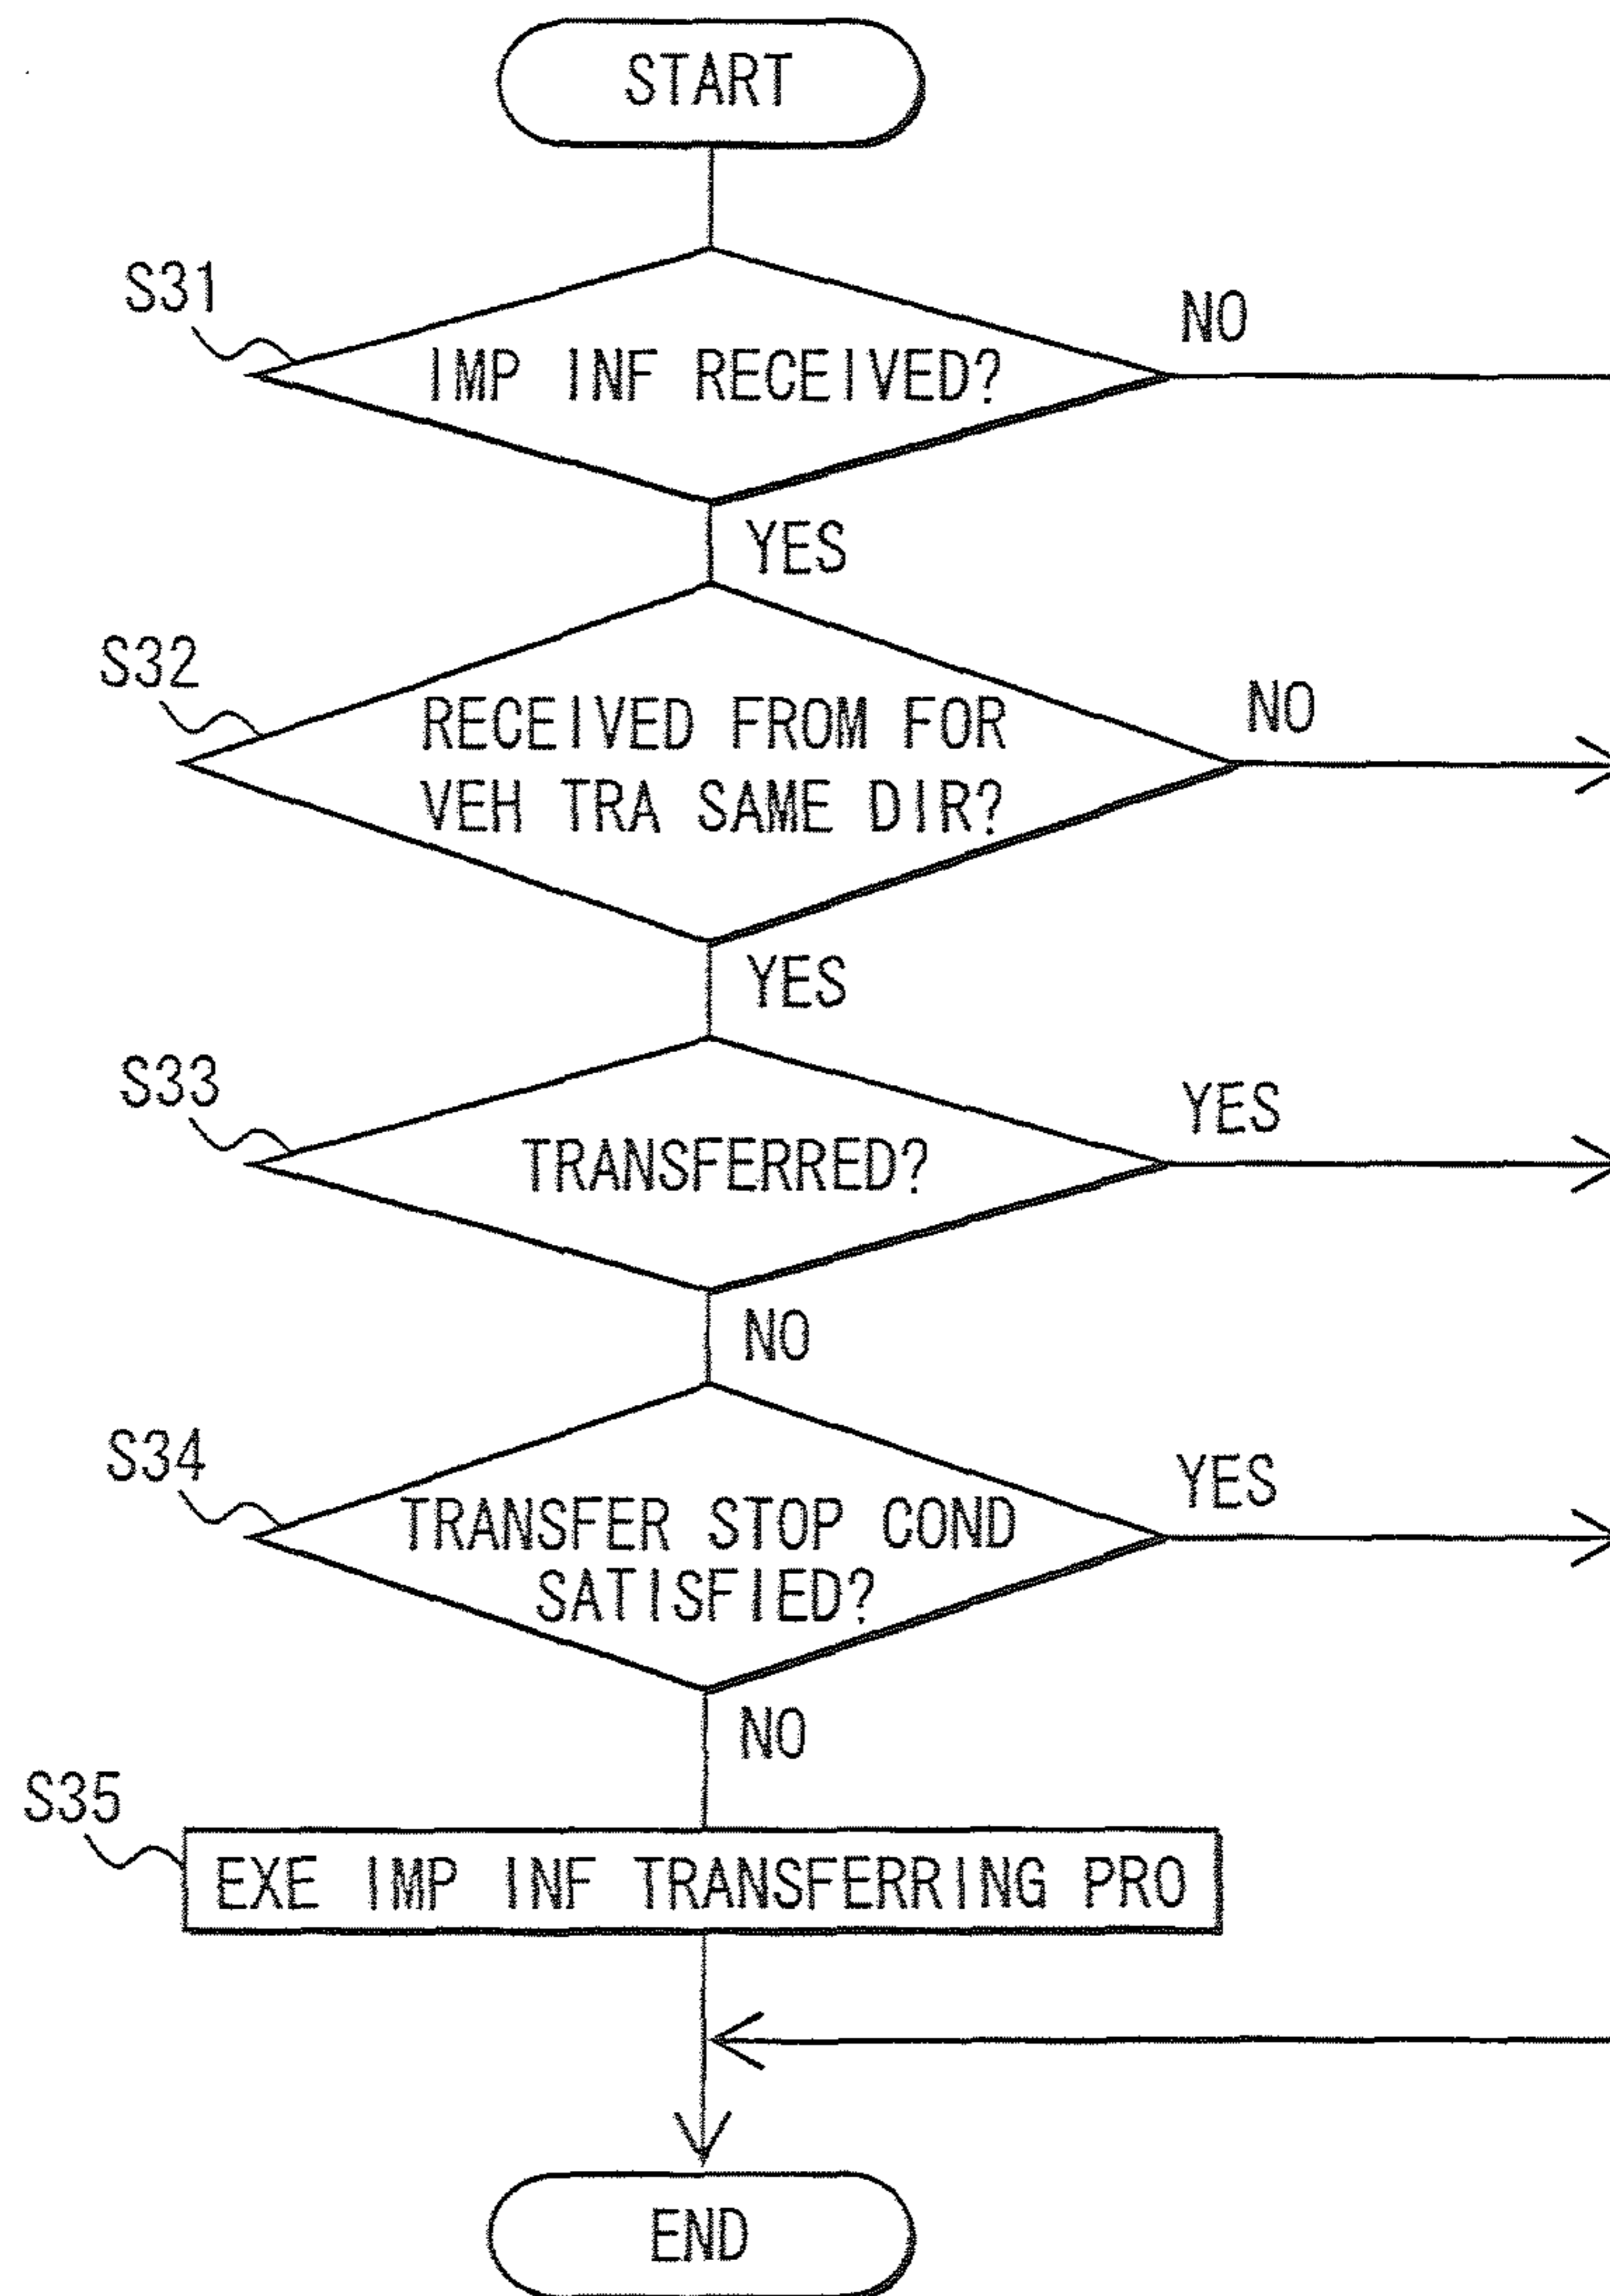 START
S31
IMP INF RECEIVED?
NO
YES
S32
RECEIVED FROM FOR
VEH TRA SAME DIR?
NO
YES
S33
TRANSFERRED?
YES
NO
S34
TRANSFER STOP COND
SATISFIED?
YES
NO
S35
EXE IMP INF TRANSFERRING PRO
END